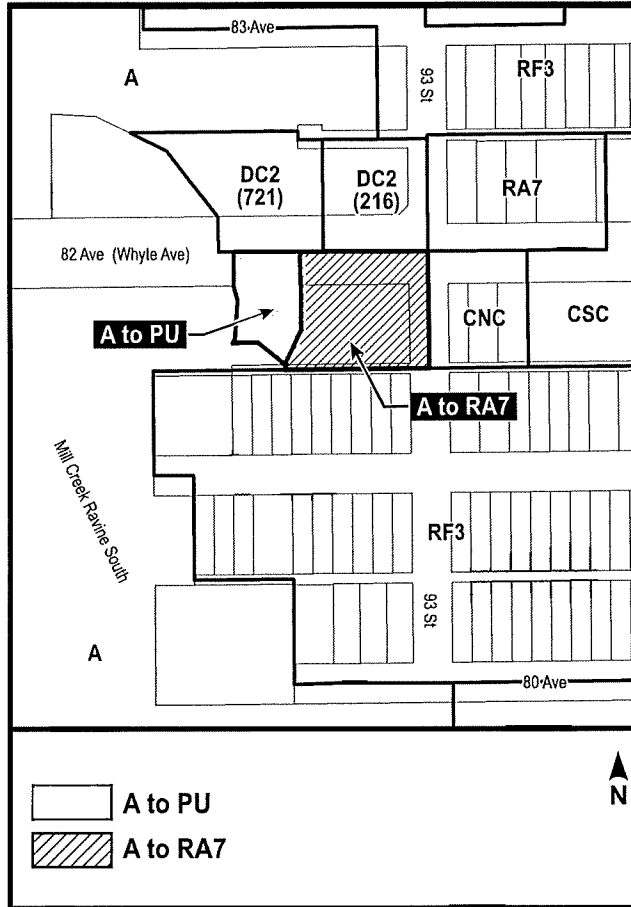 83 Ave
A
93 St
RF3
DC2
(721)
DC2
(216)
RA7
82 Ave (Whyle Ave)
A to PU
CNC
CSC
A to RA7
Mill Creek Ravine South
RF3
93 St
A
80 Ave
A to PU
A to RA7
N